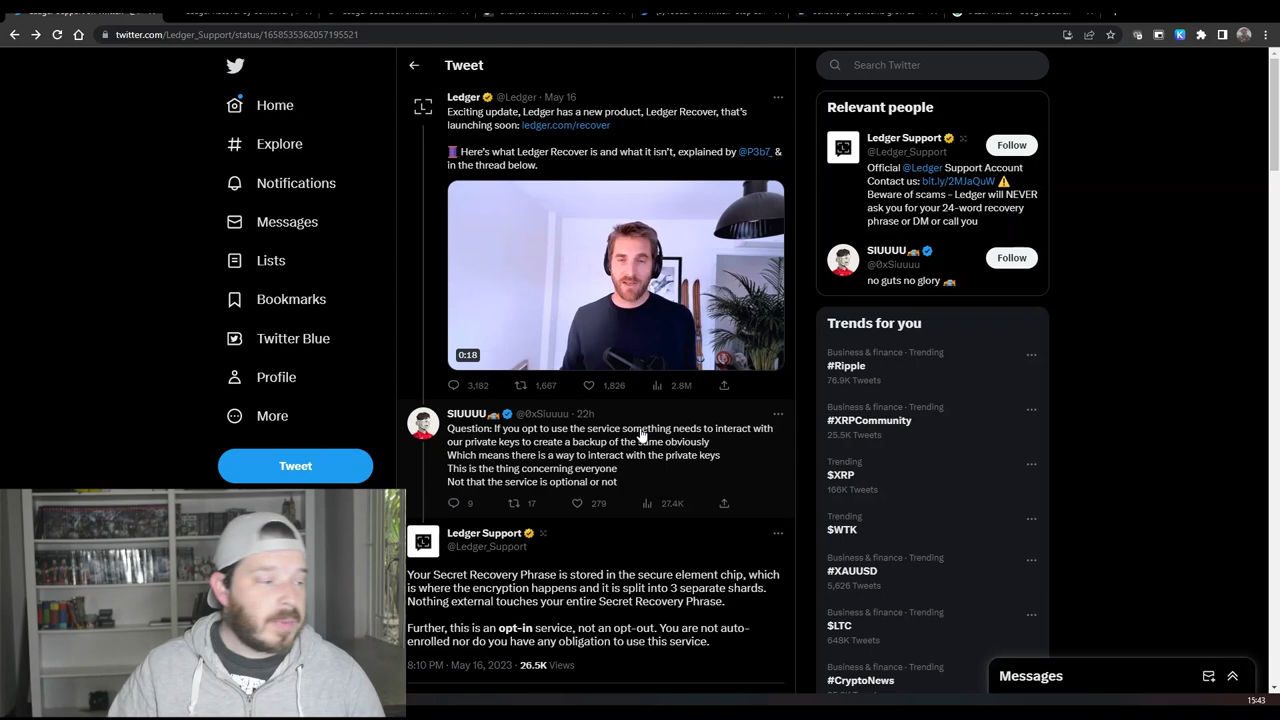 twitter.com/Ledger_Support/status/1658535362057195521
Home
Explore
Notifications
Messages
Lists
Bookmarks
Twitter Blue
Profile
More
Tweet
Tweet
Ledger @Ledger · May 16
Exciting update, Ledger has a new product, Ledger Recover, that's
launching soon: ledger.com/recover
Here's what Ledger Recover is and what it isn't, explained by @P3b7_ &
in the thread below.
0:18
3,182 1,667 1,826 2.8M
SIUUUU @0xSiuuuu · 22h
Question: If you opt to use the service something needs to interact with
our private keys to create a backup of the same obviously
Which means there is a way to interact with the private keys
This is the thing concerning everyone
Not that the service is optional or not
9 17 279 27.4K
Ledger Support
@Ledger_Support
Your Secret Recovery Phrase is stored in the secure element chip, which
is where the encryption happens and it is split into 3 separate shards.
Nothing external touches your entire Secret Recovery Phrase.
Further, this is an opt-in service, not an opt-out. You are not auto-
enrolled nor do you have any obligation to use this service.
8:10 PM · May 16, 2023 · 26.5K Views
Search Twitter
Relevant people
Ledger Support
@Ledger_Support
Follow
Official @Ledger Support Account
Contact us: bit.ly/2MJaQuW ⚠️
Beware of scams - Ledger will NEVER
ask you for your 24-word recovery
phrase or DM or call you
SIUUUU
@0xSiuuuu
Follow
no guts no glory
Trends for you
Business & finance · Trending
#Ripple
76.9K Tweets
Business & finance · Trending
#XRPCommunity
25.5K Tweets
Trending
$XRP
166K Tweets
Trending
$WTK
Business & finance · Trending
#XAUUSD
5,626 Tweets
Business & finance · Trending
$LTC
648K Tweets
Business & finance · Trending
#CryptoNews
Messages
15:43